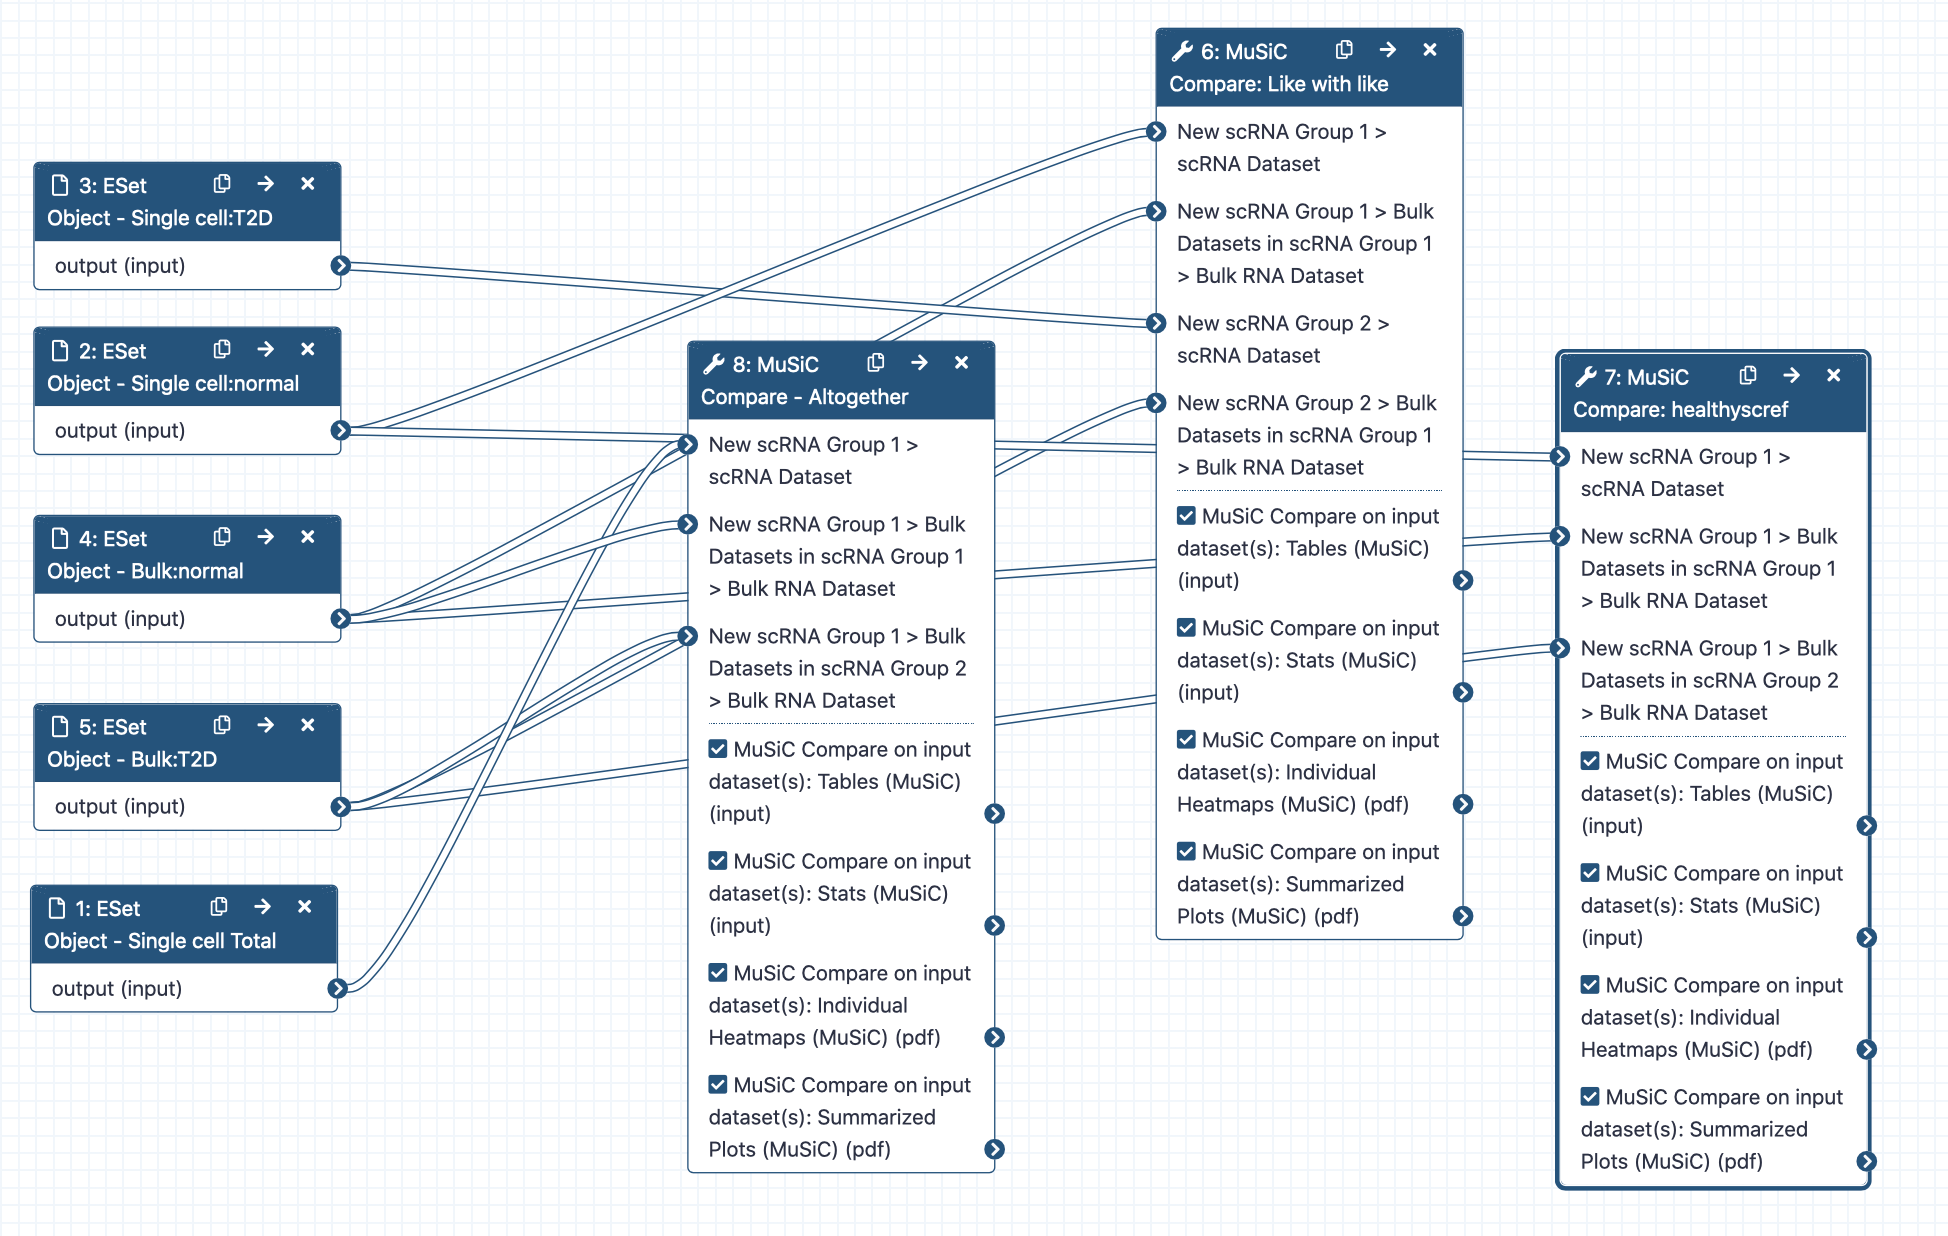 3: ESet
Object - Single cell:T2D
output (input)
2: ESet
Object - Single cell:normal
output (input)
4: ESet
Object - Bulk:normal
output (input)
5: ESet
Object - Bulk:T2D
output (input)
1: ESet
Object - Single cell Total
output (input)
8: MuSiC
Compare - Altogether
New scRNA Group 1 >
scRNA Dataset
New scRNA Group 1 > Bulk
Datasets in scRNA Group 1
> Bulk RNA Dataset
New scRNA Group 1 > Bulk
Datasets in scRNA Group 2
> Bulk RNA Dataset
MuSiC Compare on input
dataset(s): Tables (MuSiC)
(input)
MuSiC Compare on input
dataset(s): Stats (MuSiC)
(input)
MuSiC Compare on input
dataset(s): Individual
Heatmaps (MuSiC) (pdf)
MuSiC Compare on input
dataset(s): Summarized
Plots (MuSiC) (pdf)
6: MuSiC
Compare: Like with like
New scRNA Group 1 >
scRNA Dataset
New scRNA Group 1 > Bulk
Datasets in scRNA Group 1
> Bulk RNA Dataset
New scRNA Group 2 >
scRNA Dataset
New scRNA Group 2 > Bulk
Datasets in scRNA Group 1
> Bulk RNA Dataset
MuSiC Compare on input
dataset(s): Tables (MuSiC)
(input)
MuSiC Compare on input
dataset(s): Stats (MuSiC)
(input)
MuSiC Compare on input
dataset(s): Individual
Heatmaps (MuSiC) (pdf)
MuSiC Compare on input
dataset(s): Summarized
Plots (MuSiC) (pdf)
7: MuSiC
Compare: healthyscref
New scRNA Group 1 >
scRNA Dataset
New scRNA Group 1 > Bulk
Datasets in scRNA Group 1
> Bulk RNA Dataset
New scRNA Group 1 > Bulk
Datasets in scRNA Group 2
> Bulk RNA Dataset
MuSiC Compare on input
dataset(s): Tables (MuSiC)
(input)
MuSiC Compare on input
dataset(s): Stats (MuSiC)
(input)
MuSiC Compare on input
dataset(s): Individual
Heatmaps (MuSiC) (pdf)
MuSiC Compare on input
dataset(s): Summarized
Plots (MuSiC) (pdf)